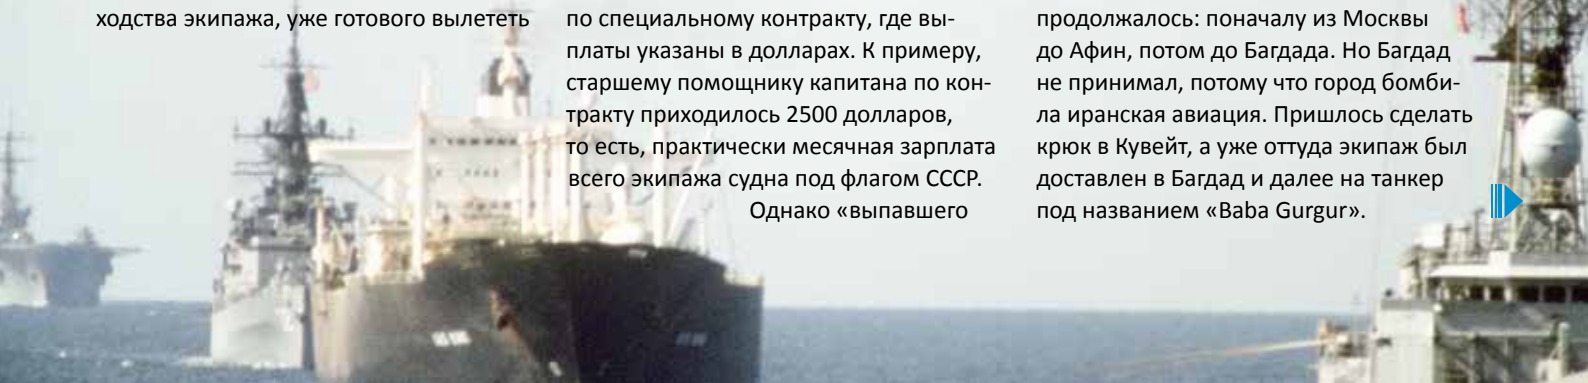 ходства экипажа, уже готового вылететь
по специальному контракту, где вы-
платы указаны в долларах. К примеру,
старшему помощнику капитана по кон-
тракту приходилось 2500 долларов,
то есть, практически месячная зарплата
всего экипажа судна под флагом СССР.
Однако «выпавшего
продолжалось: поначалу из Москвы
до Афин, потом до Багдада. Но Багдад
не принимал, потому что город бомби-
ла иранская авиация. Пришлось сделать
крюк в Кувейт, а уже оттуда экипаж был
доставлен в Багдад и далее на танкер
под названием «Baba Gurgur».